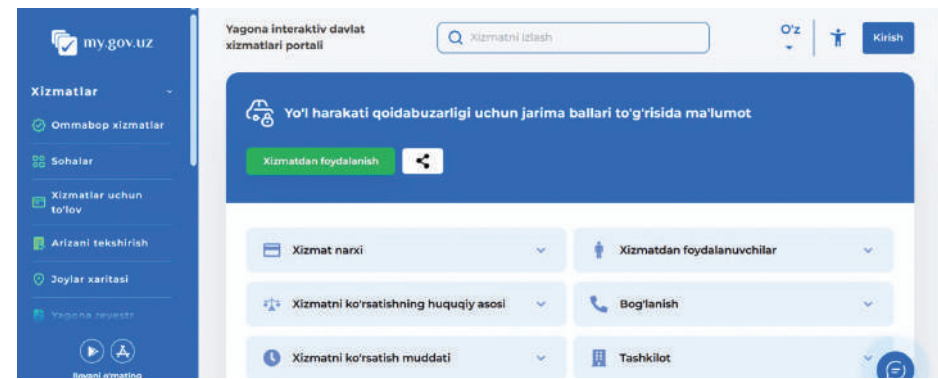 my.gov.uz
Xizmatlar
Ommabop xizmatlar
Sohalar
Xizmatlar uchun
to'lov
Arizani tekshirish
Joylar xaritasi
Yagona reyestr
Yagona interaktiv davlat
xizmatlari portali
Xizmatni izlash
O'z
Kirish
Yo'l harakati qoidabuzarligi uchun jarima ballari to'g'risida ma'lumot
Xizmatdan foydalanish
Xizmat narxi
Xizmatdan foydalanuvchilar
Xizmatni ko'rsatishning huquqiy asosi
Bog'lanish
Xizmatni ko'rsatish muddati
Tashkilot